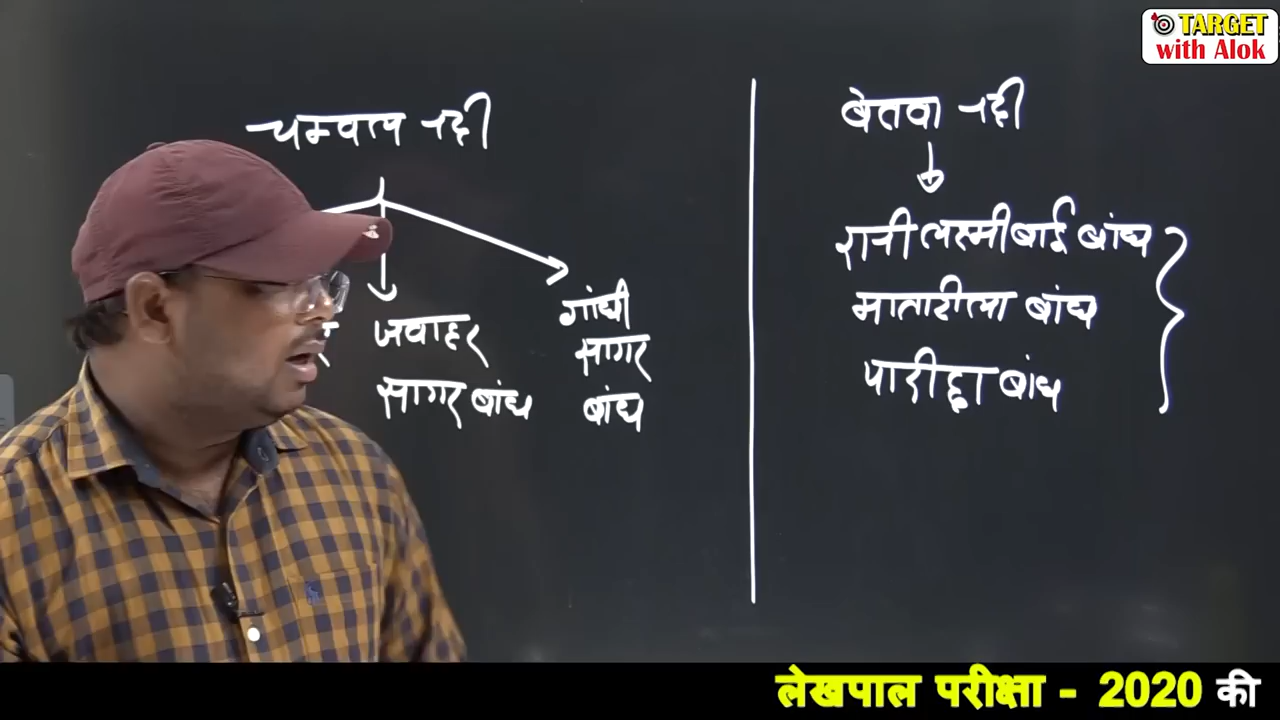 TARGET
with Alok
चम्बल नदी
जवाहर
सागर बांध
गांधी
सागर
बांध
बेतवा नदी
रानी लक्ष्मीबाई बांध
माताटीला बांध
पारीछा बांध
लेखपाल परीक्षा - 2020 की